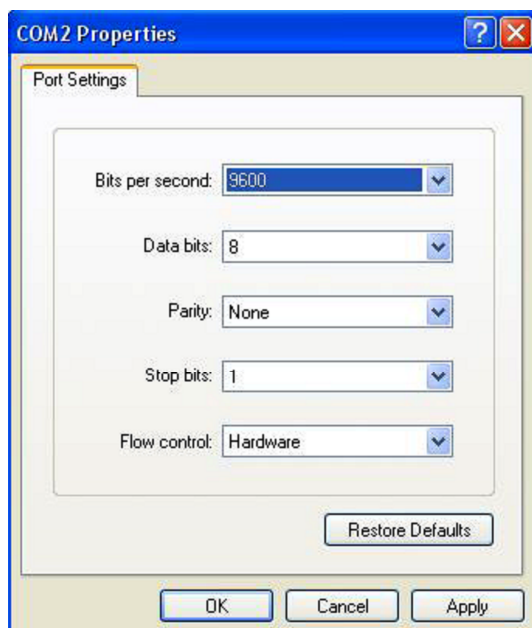 COM2 Properties
Port Settings
Bits per second: 9600
Data bits: 8
Parity: None
Stop bits: 1
Flow control: Hardware
Restore Defaults
OK Cancel Apply